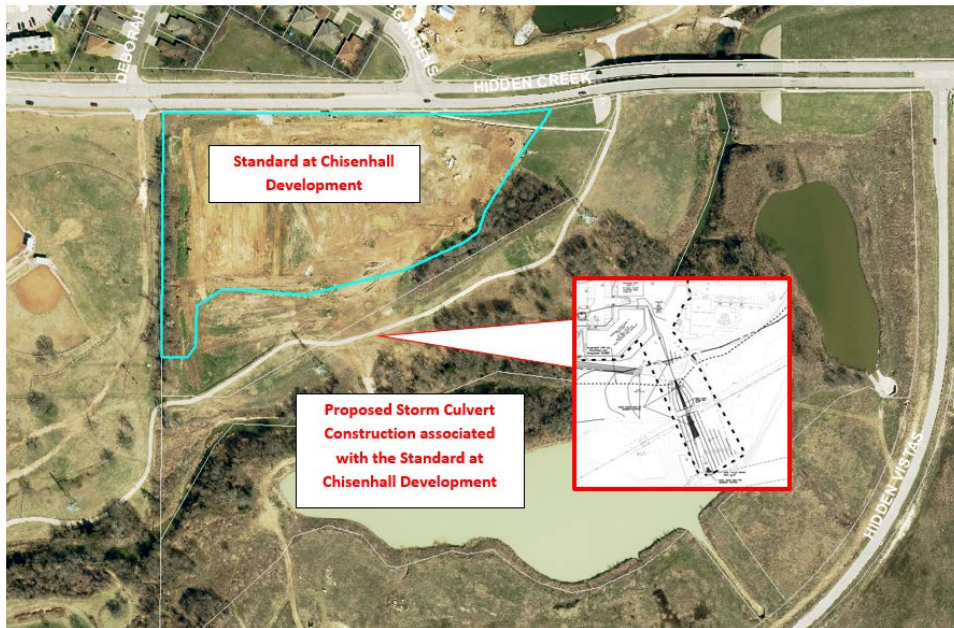 DEBORAH
GARDENS
HIDDEN CREEK
Standard at Chisenhall
Development
Proposed Storm Culvert
Construction associated
with the Standard at
Chisenhall Development
HIDDEN VISTAS